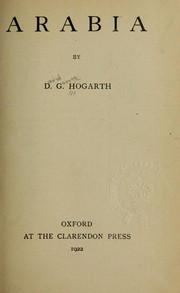 ARABIA
BY
D. G. HOGARTH
OXFORD
AT THE CLARENDON PRESS
1922